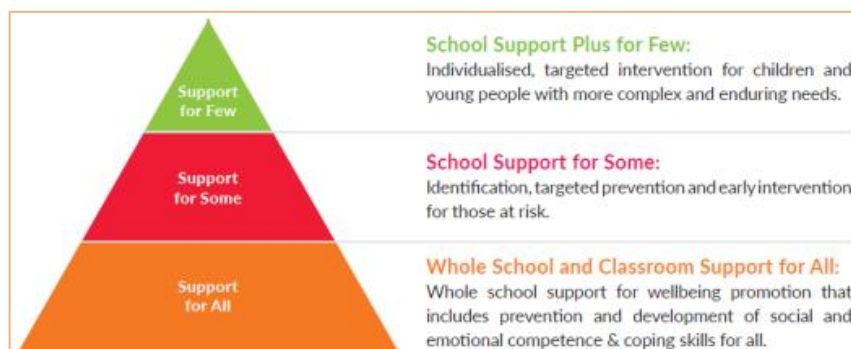 Support
for Few
School Support Plus for Few:
Individualised, targeted intervention for children and
young people with more complex and enduring needs.
Support
for Some
School Support for Some:
Identification, targeted prevention and early intervention
for those at risk.
Support
for All
Whole School and Classroom Support for All:
Whole school support for wellbeing promotion that
includes prevention and development of social and
emotional competence & coping skills for all.